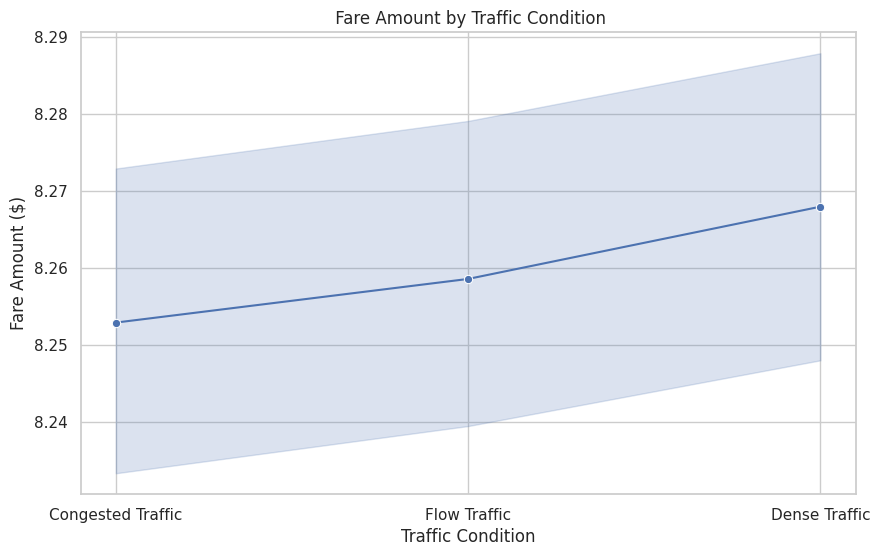 Fare Amount by Traffic Condition
8.29
8.28
8.27
8.26
8.25
8.24
Fare Amount ($)
Congested Traffic Flow Traffic Dense Traffic
Traffic Condition